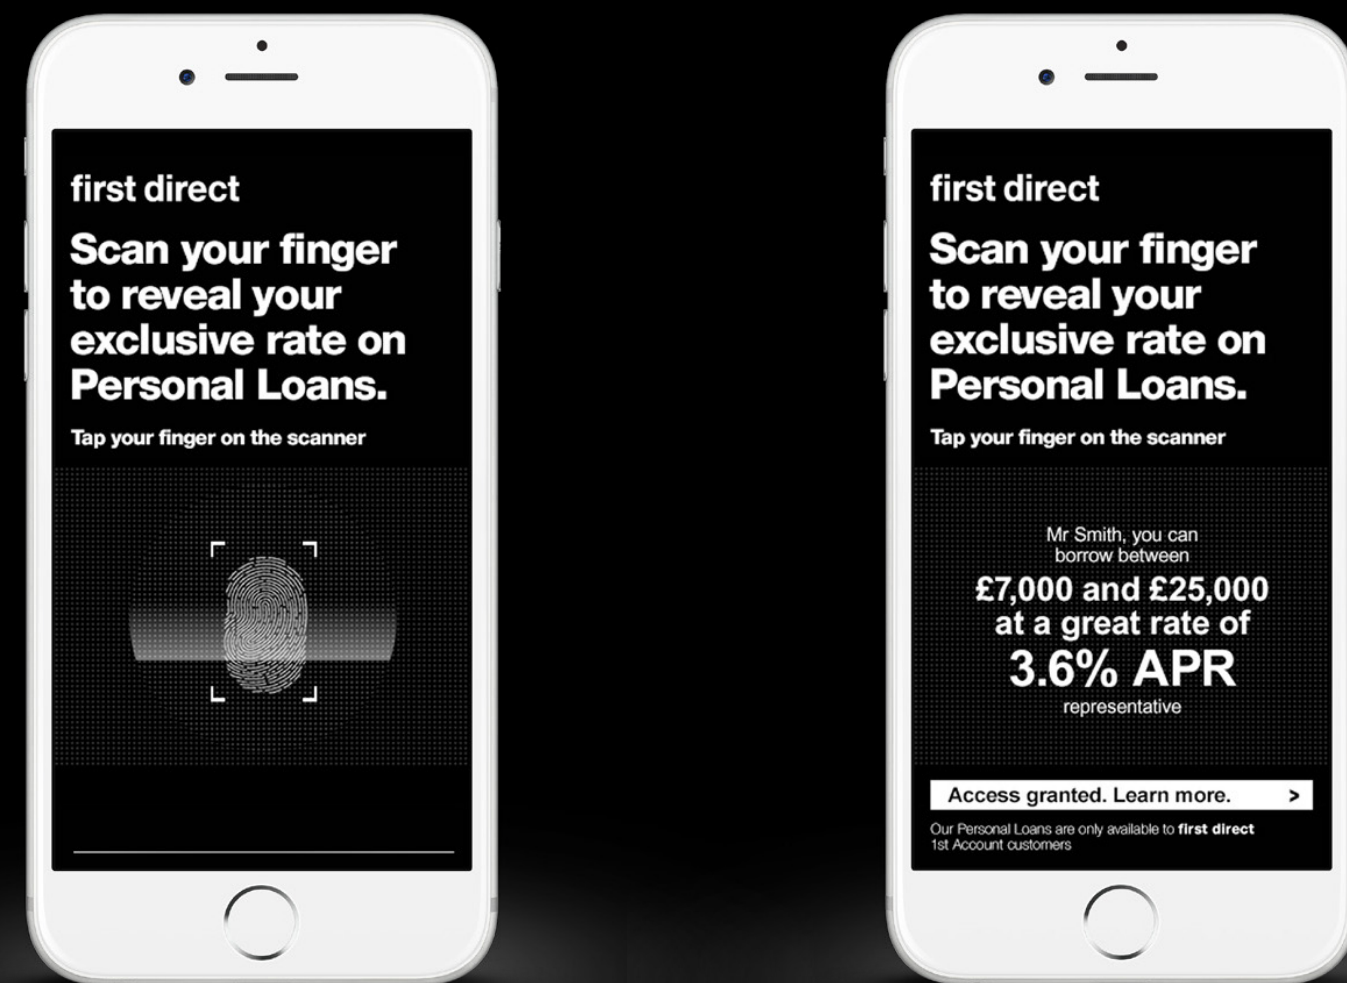 first direct
Scan your finger
to reveal your
exclusive rate on
Personal Loans.
Tap your finger on the scanner
first direct
Scan your finger
to reveal your
exclusive rate on
Personal Loans.
Tap your finger on the scanner
Mr Smith, you can
borrow between
£7,000 and £25,000
at a great rate of
3.6% APR
representative
Access granted. Learn more. >
Our Personal Loans are only available to first direct
1st Account customers